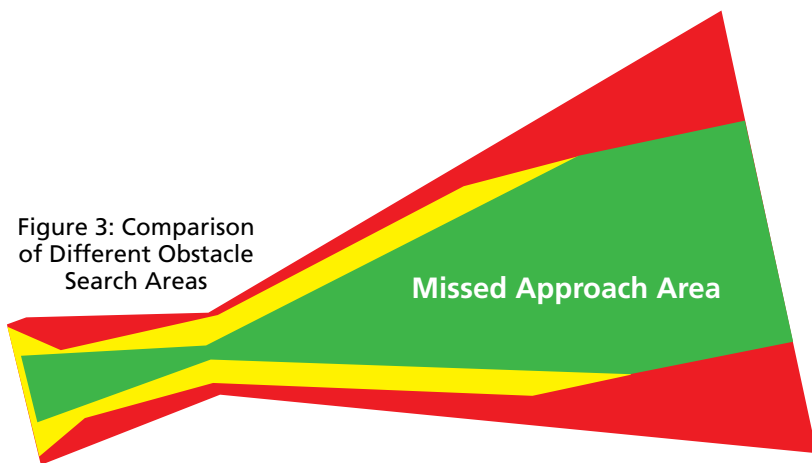 Figure 3: Comparison
of Different Obstacle
Search Areas
Missed Approach Area